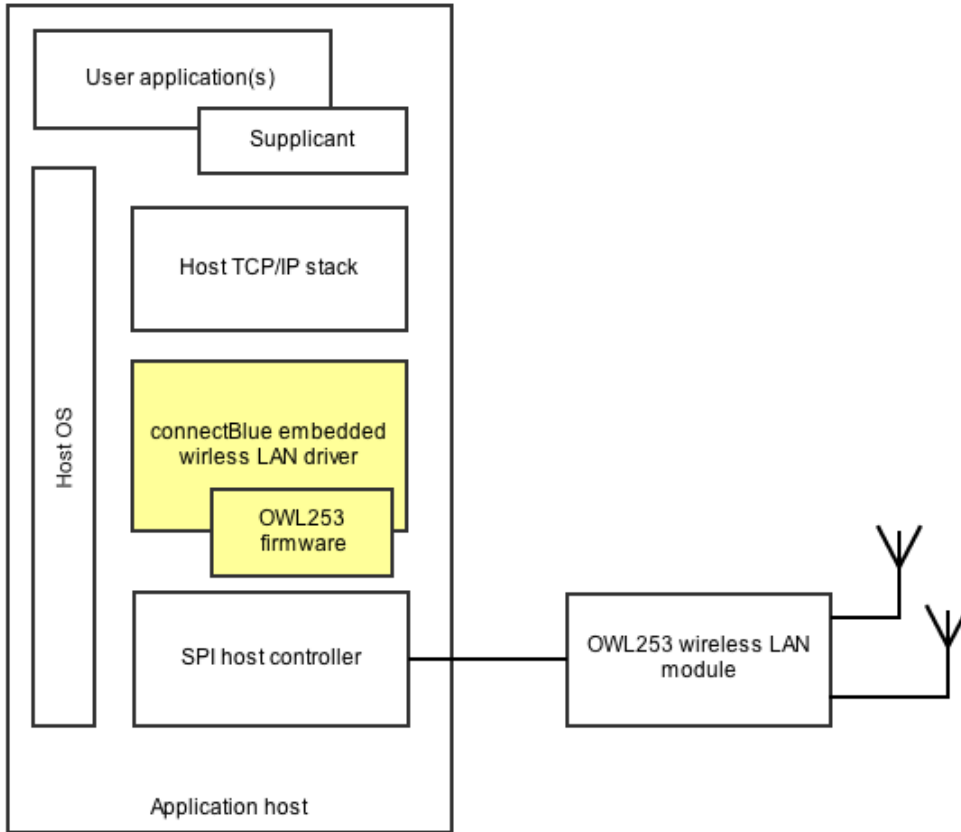 User application(s)
Supplicant
Host TCP/IP stack
Host OS
connectBlue embedded
wirless LAN driver
OWL253
firmware
SPI host controller
OWL253 wireless LAN
module
Application host